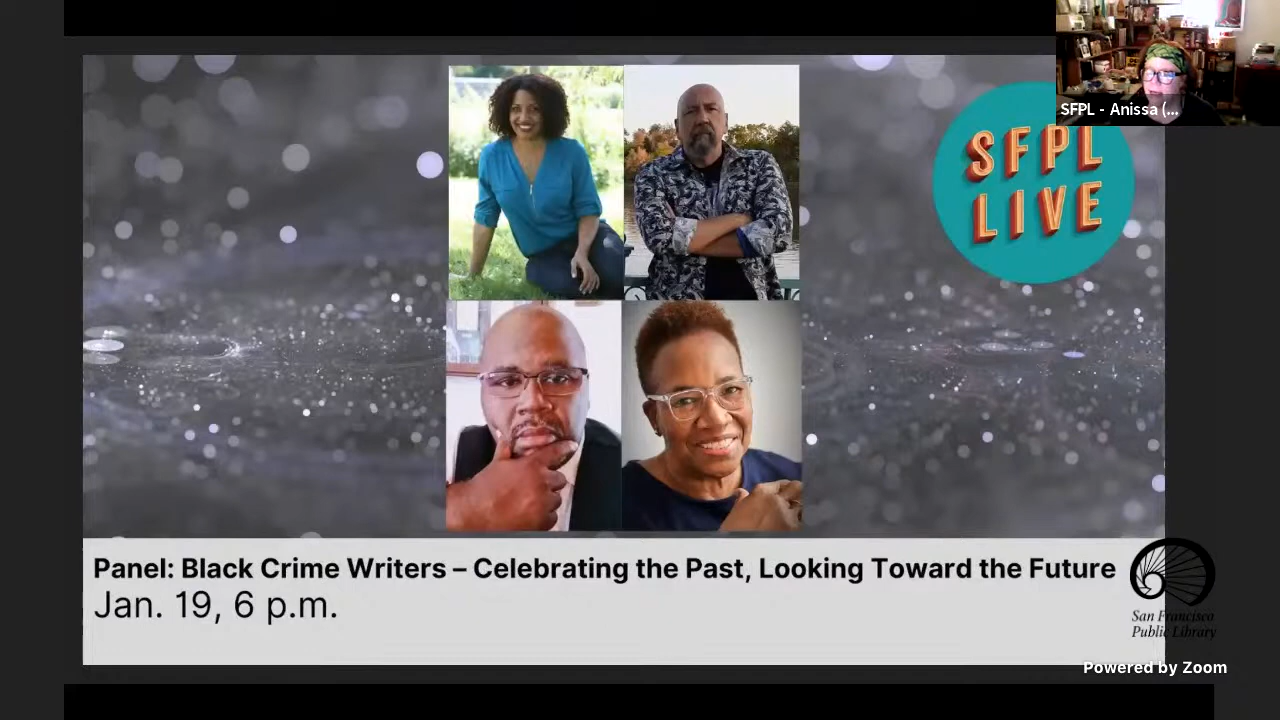 SFPL - Anissa (...
SFPL
LIVE
Panel: Black Crime Writers – Celebrating the Past, Looking Toward the Future
Jan. 19, 6 p.m.
San Francisco
Public Library
Powered by Zoom